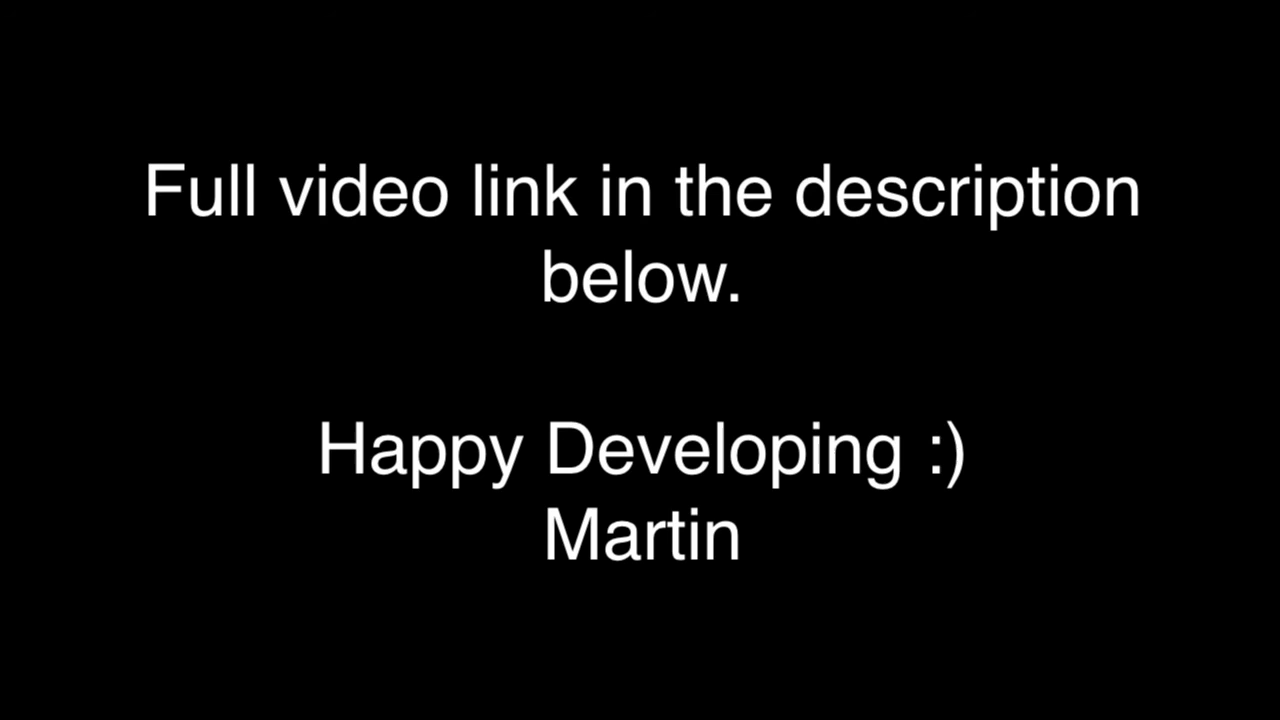 Full video link in the description
below.
Happy Developing :)
Martin